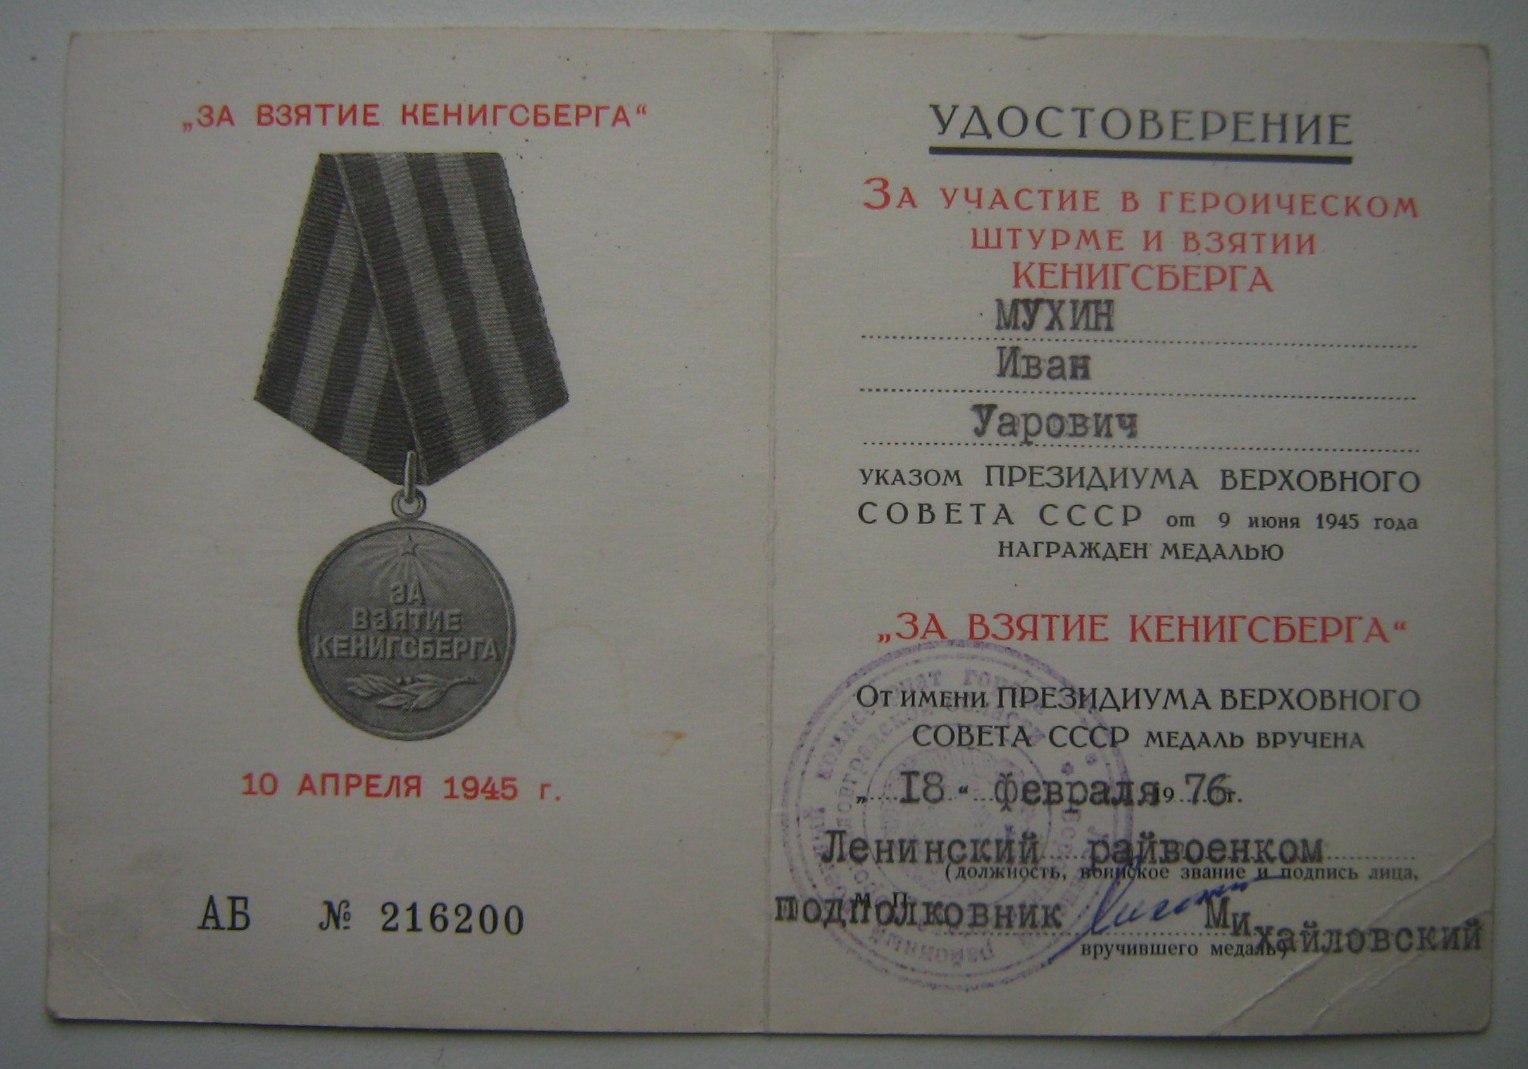 „ЗА ВЗЯТИЕ КЕНИГСБЕРГА“
ЗА
ВЗЯТИЕ
КЕНИГСБЕРГА
10 АПРЕЛЯ 1945 г.
АБ № 216200
УДОСТОВЕРЕНИЕ
ЗА УЧАСТИЕ В ГЕРОИЧЕСКОМ
ШТУРМЕ И ВЗЯТИИ
КЕНИГСБЕРГА
МУХИН
Иван
Уарович
УКАЗОМ ПРЕЗИДИУМА ВЕРХОВНОГО
СОВЕТА СССР от 9 июня 1945 года
НАГРАЖДЕН МЕДАЛЬЮ
„ЗА ВЗЯТИЕ КЕНИГСБЕРГА“
ОТ ИМЕНИ ПРЕЗИДИУМА ВЕРХОВНОГО
СОВЕТА СССР МЕДАЛЬ ВРУЧЕНА
„18“ февраля 1976 г.
Ленинский райвоенком
(должность, воинское звание и подпись лица,
М. П.
подполковник Михайловский
вручившего медаль)